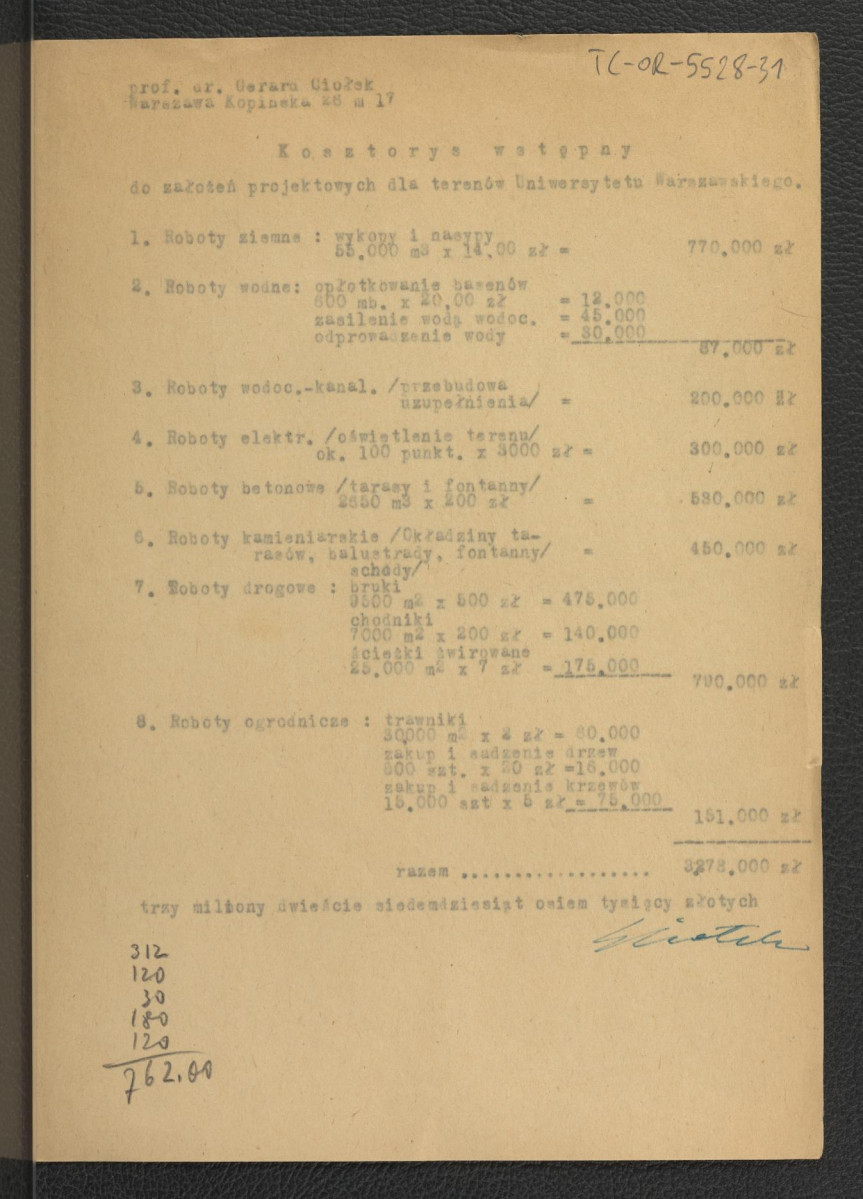 TC-OR-5528-31
prof. dr. Gerard Ciołek
Warszawa Kopińska 26 m 17
Kosztorys wstępny
do założeń projektowych dla terenów Uniwersytetu Warszawskiego.
1. Roboty ziemne : wykopy i nasypy
55.000 m3 x 14.00 zł = 770.000 zł
2. Roboty wodne: opłotkowanie basenów
600 mb. x 20,00 zł = 12.000
zasilenie wodą wodoc. = 45.000
odprowadzenie wody = 30.000
87.000 zł
3. Roboty wodoc.-kanal. /przebudowa
uzupełnienia/ = 200.000 zł
4. Roboty elektr. /oświetlenie terenu/
ok. 100 punkt. x 3000 zł = 300.000 zł
5. Roboty betonowe /tarasy i fontanny/
2650 m3 x 200 zł = 530.000 zł
6. Roboty kamieniarskie /Okładziny ta-
rasów, balustrady, fontanny/ = 450.000 zł
schody/
7. Roboty drogowe : bruki
9500 m2 x 500 zł = 475.000
chodniki
7000 m2 x 200 zł = 140.000
ścieżki żwirowane
25.000 m2 x 7 zł = 175.000
790.000 zł
8. Roboty ogrodnicze : trawniki
30000 m2 x 2 zł = 60.000
zakup i sadzenie drzew
800 szt. x 20 zł =16.000
zakup i sadzenie krzewów
15.000 szt x 5 zł = 75.000
151.000 zł
razem .................. 3278.000 zł
trzy miliony dwieście siedemdziesiąt osiem tysięcy złotych
GCiołek
312
120
30
180
120
762.00